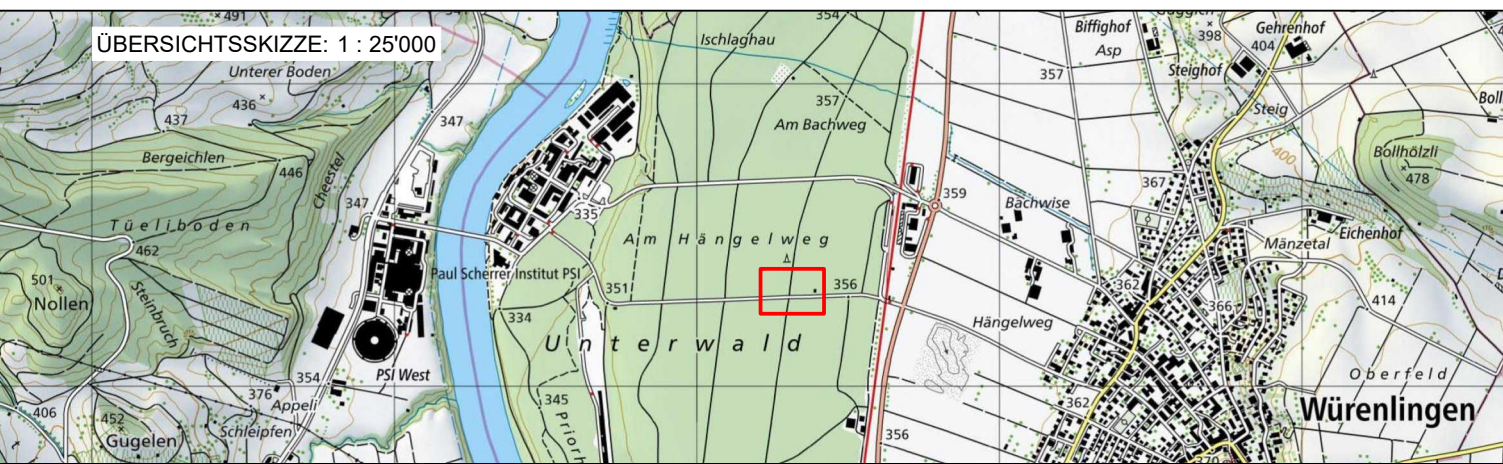 491
ÜBERSICHTSSKIZZE: 1 : 25'000
Unterer Boden
436
437
347
Bergeichlen
446
Cheestel
347
Tüeliboden
462
501
Nollen
Steinbruch
354
PSI West
376
Appeli
406
452
Gugelen
Schleipfen
335
Paul Scherrer Institut PSI
334
351
345
Ischlaghau
354
357
Am Bachweg
Am Hängelweg
356
Unterwald
359
357
Biffighof
Asp
398
Gehrenhof
404
Steighof
Steig
400
Bollhölzli
478
367
Bachwise
Eichenhof
Mänzetal
362
366
414
Hängelweg
Oberfeld
362
Würenlingen
356
370